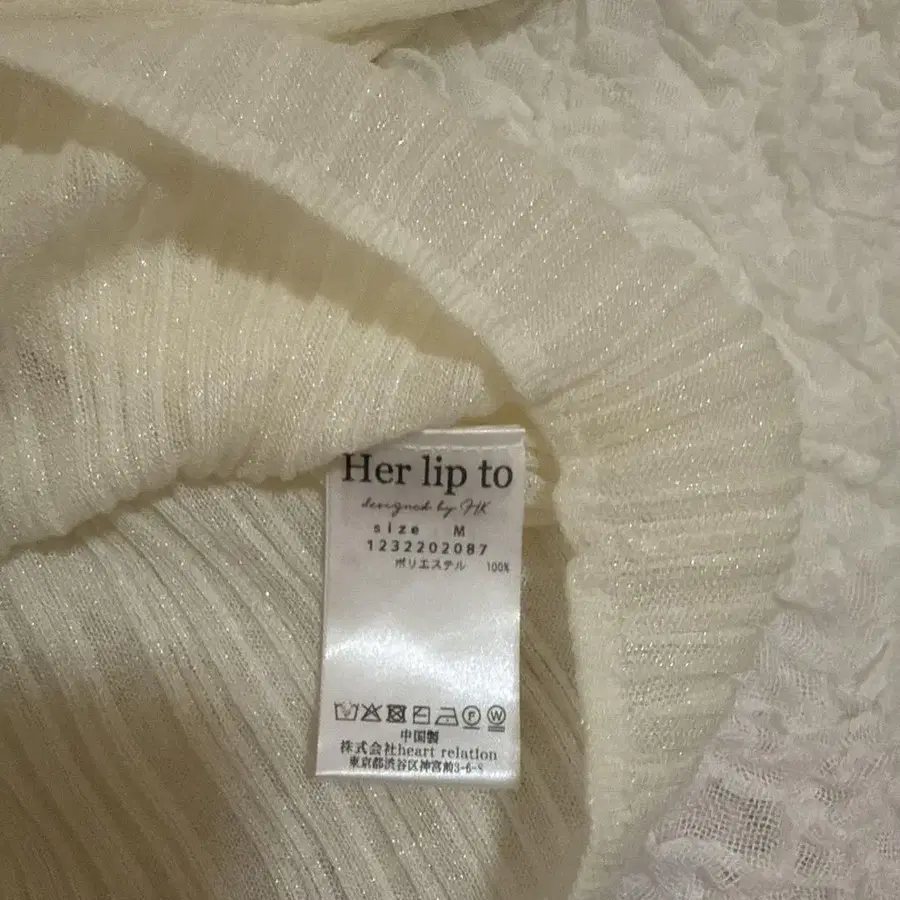 Her lip to
designed by HK
size M
1232202087
ポリエステル 100%
中国製
株式会社heart relation
東京都渋谷区神宮前3-6-8